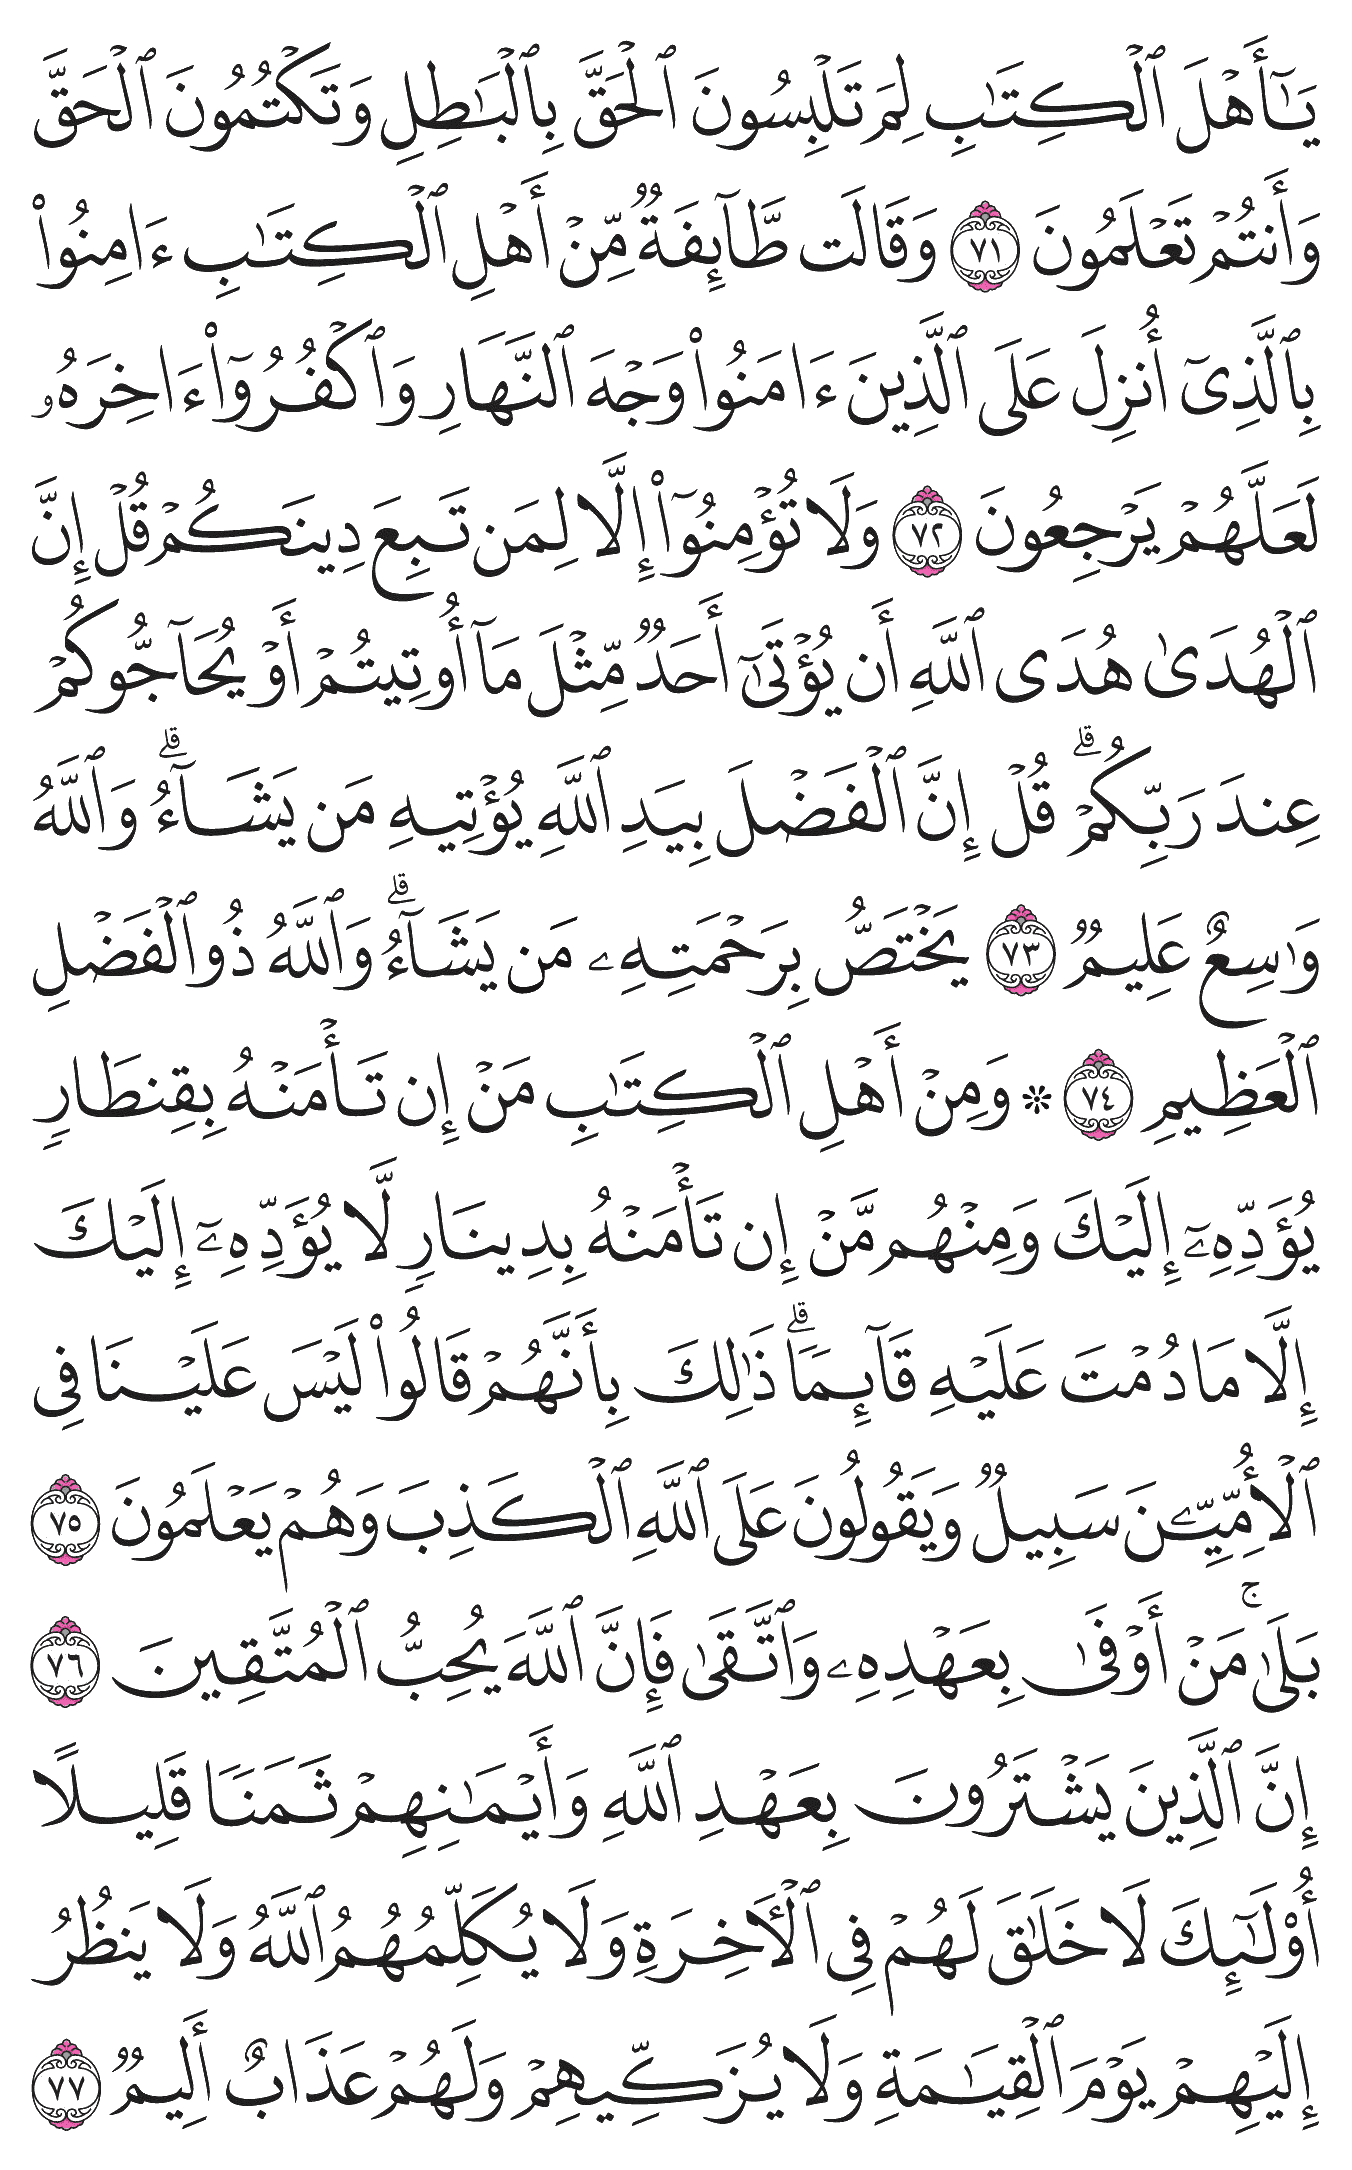 يَٰٓأَهۡلَ ٱلۡكِتَٰبِ لِمَ تَلۡبِسُونَ ٱلۡحَقَّ بِٱلۡبَٰطِلِ وَتَكۡتُمُونَ ٱلۡحَقَّ
وَأَنتُمۡ تَعۡلَمُونَ ٧١ وَقَالَت طَّآئِفَةٞ مِّنۡ أَهۡلِ ٱلۡكِتَٰبِ ءَامِنُواْ
بِٱلَّذِيٓ أُنزِلَ عَلَى ٱلَّذِينَ ءَامَنُواْ وَجۡهَ ٱلنَّهَارِ وَٱكۡفُرُوٓاْ ءَاخِرَهُۥ
لَعَلَّهُمۡ يَرۡجِعُونَ ٧٢ وَلَا تُؤۡمِنُوٓاْ إِلَّا لِمَن تَبِعَ دِينَكُمۡ قُلۡ إِنَّ
ٱلۡهُدَىٰ هُدَى ٱللَّهِ أَن يُؤۡتَىٰٓ أَحَدٞ مِّثۡلَ مَآ أُوتِيتُمۡ أَوۡ يُحَآجُّوكُمۡ
عِندَ رَبِّكُمۡۗ قُلۡ إِنَّ ٱلۡفَضۡلَ بِيَدِ ٱللَّهِ يُؤۡتِيهِ مَن يَشَآءُۗ وَٱللَّهُ
وَٰسِعٌ عَلِيمٞ ٧٣ يَخۡتَصُّ بِرَحۡمَتِهِۦ مَن يَشَآءُۗ وَٱللَّهُ ذُو ٱلۡفَضۡلِ
ٱلۡعَظِيمِ ٧٤ ۞ وَمِنۡ أَهۡلِ ٱلۡكِتَٰبِ مَنۡ إِن تَأۡمَنۡهُ بِقِنطَارٖ
يُؤَدِّهِۦٓ إِلَيۡكَ وَمِنۡهُم مَّنۡ إِن تَأۡمَنۡهُ بِدِينَارٖ لَّا يُؤَدِّهِۦٓ إِلَيۡكَ
إِلَّا مَا دُمۡتَ عَلَيۡهِ قَآئِمٗاۗ ذَٰلِكَ بِأَنَّهُمۡ قَالُواْ لَيۡسَ عَلَيۡنَا فِي
ٱلۡأُمِّيِّـۧنَ سَبِيلٞ وَيَقُولُونَ عَلَى ٱللَّهِ ٱلۡكَذِبَ وَهُمۡ يَعۡلَمُونَ ٧٥
بَلَىٰۚ مَنۡ أَوۡفَىٰ بِعَهۡدِهِۦ وَٱتَّقَىٰ فَإِنَّ ٱللَّهَ يُحِبُّ ٱلۡمُتَّقِينَ ٧٦
إِنَّ ٱلَّذِينَ يَشۡتَرُونَ بِعَهۡدِ ٱللَّهِ وَأَيۡمَٰنِهِمۡ ثَمَنٗا قَلِيلًا
أُوْلَٰٓئِكَ لَا خَلَٰقَ لَهُمۡ فِي ٱلۡأٓخِرَةِ وَلَا يُكَلِّمُهُمُ ٱللَّهُ وَلَا يَنظُرُ
إِلَيۡهِمۡ يَوۡمَ ٱلۡقِيَٰمَةِ وَلَا يُزَكِّيهِمۡ وَلَهُمۡ عَذَابٌ أَلِيمٞ ٧٧